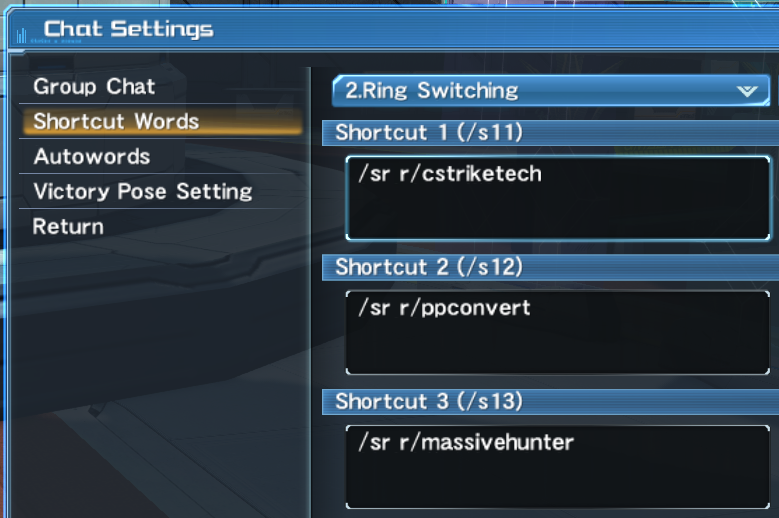 Chat Settings
Group Chat
Shortcut Words
Autowords
Victory Pose Setting
Return
2.Ring Switching
Shortcut 1 (/s11)
/sr r/cstriketech
Shortcut 2 (/s12)
/sr r/ppconvert
Shortcut 3 (/s13)
/sr r/massivehunter